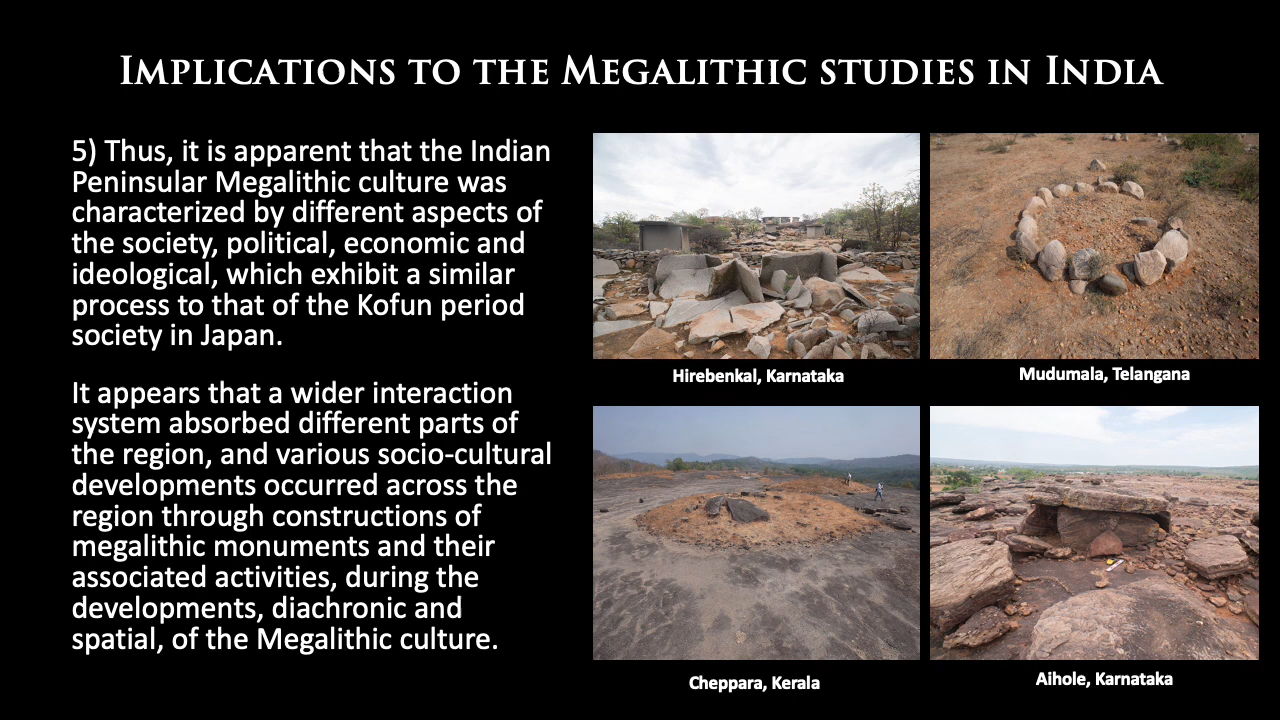 Implications to the Megalithic studies in India
5) Thus, it is apparent that the Indian
Peninsular Megalithic culture was
characterized by different aspects of
the society, political, economic and
ideological, which exhibit a similar
process to that of the Kofun period
society in Japan.
It appears that a wider interaction
system absorbed different parts of
the region, and various socio-cultural
developments occurred across the
region through constructions of
megalithic monuments and their
associated activities, during the
developments, diachronic and
spatial, of the Megalithic culture.
Hirebenkal, Karnataka
Mudumala, Telangana
Cheppara, Kerala
Aihole, Karnataka